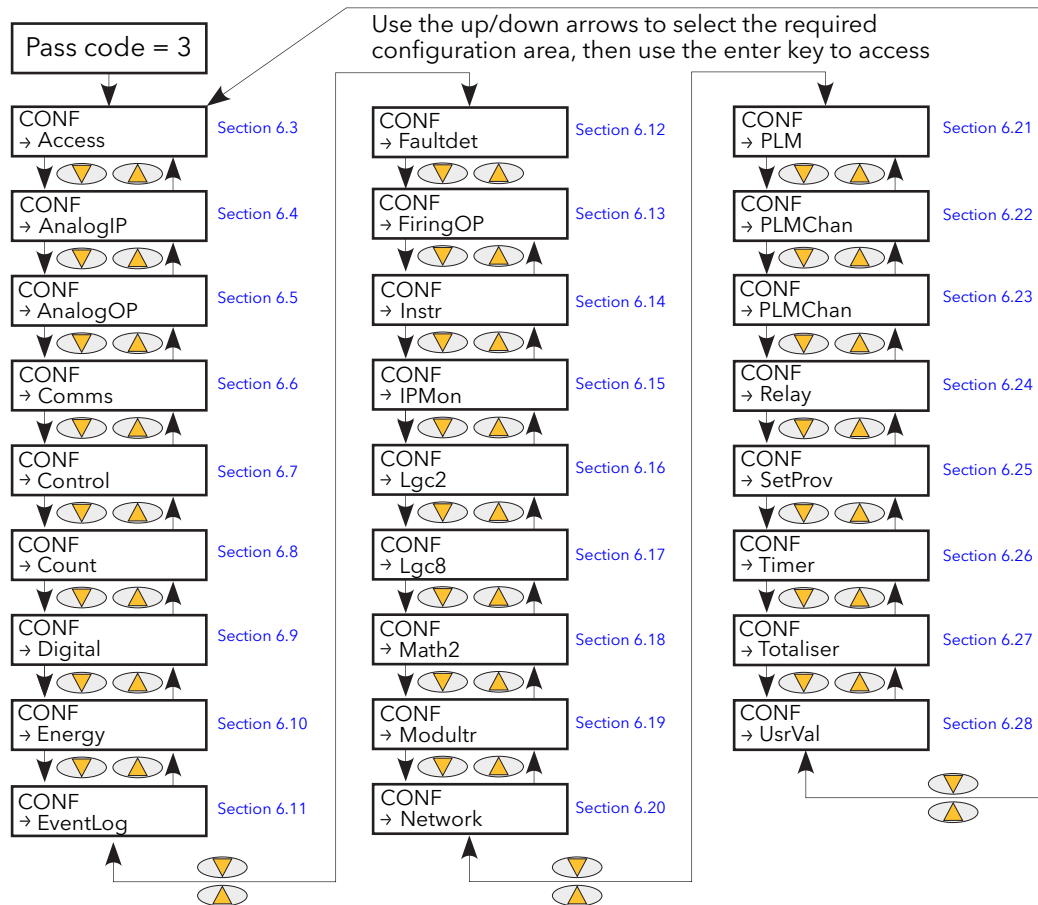 Pass code = 3
Use the up/down arrows to select the required
configuration area, then use the enter key to access
CONF
→ Access
Section 6.3
CONF
→ AnalogIP
Section 6.4
CONF
→ AnalogOP
Section 6.5
CONF
→ Comms
Section 6.6
CONF
→ Control
Section 6.7
CONF
→ Count
Section 6.8
CONF
→ Digital
Section 6.9
CONF
→ Energy
Section 6.10
CONF
→ EventLog
Section 6.11
CONF
→ Faultdet
Section 6.12
CONF
→ FiringOP
Section 6.13
CONF
→ Instr
Section 6.14
CONF
→ IPMon
Section 6.15
CONF
→ Lgc2
Section 6.16
CONF
→ Lgc8
Section 6.17
CONF
→ Math2
Section 6.18
CONF
→ Modultr
Section 6.19
CONF
→ Network
Section 6.20
CONF
→ PLM
Section 6.21
CONF
→ PLMChan
Section 6.22
CONF
→ PLMChan
Section 6.23
CONF
→ Relay
Section 6.24
CONF
→ SetProv
Section 6.25
CONF
→ Timer
Section 6.26
CONF
→ Totaliser
Section 6.27
CONF
→ UsrVal
Section 6.28